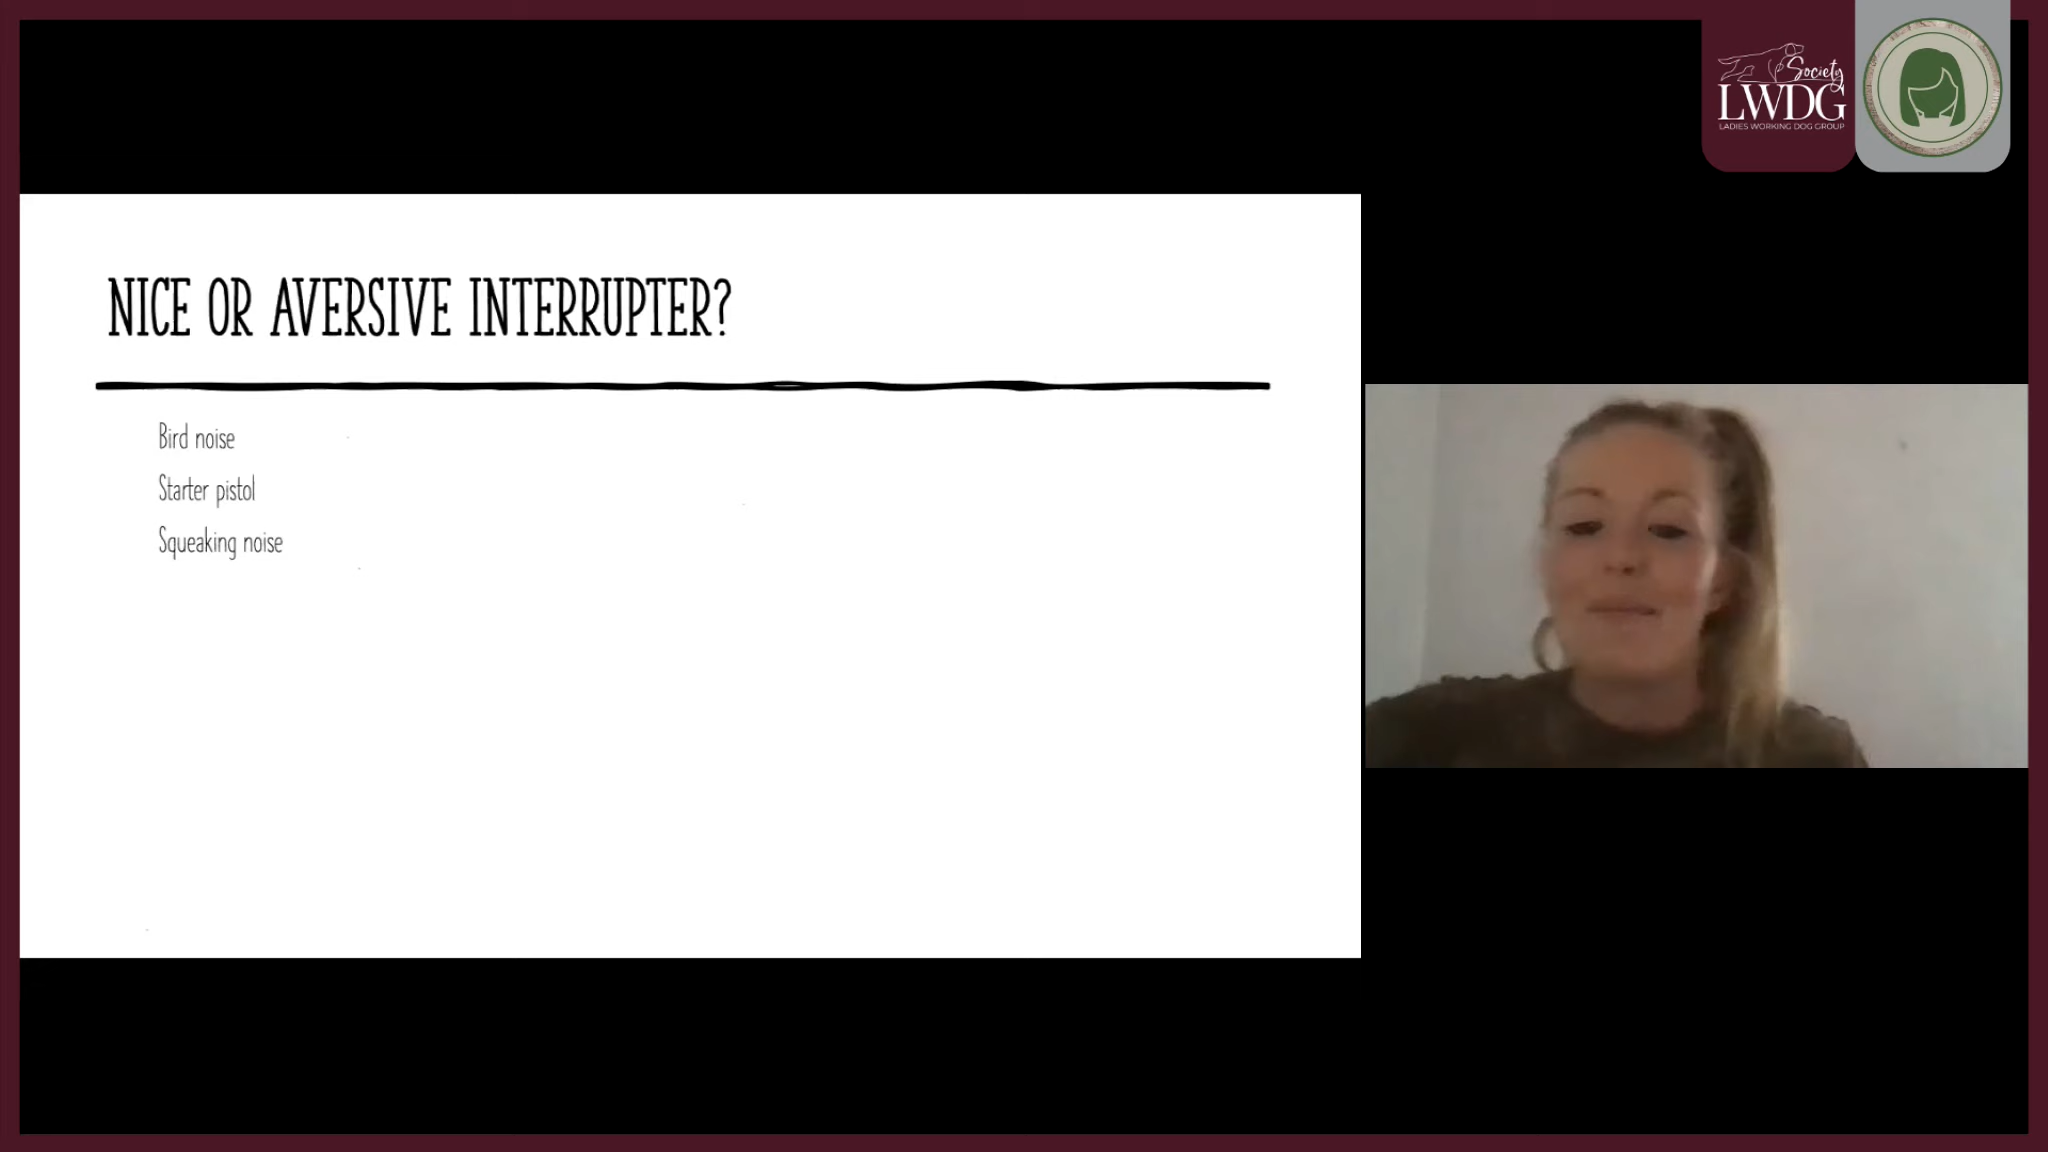 Society
LWDG
LADIES WORKING DOG GROUP
NICE OR AVERSIVE INTERRUPTER?
Bird noise
Starter pistol
Squeaking noise